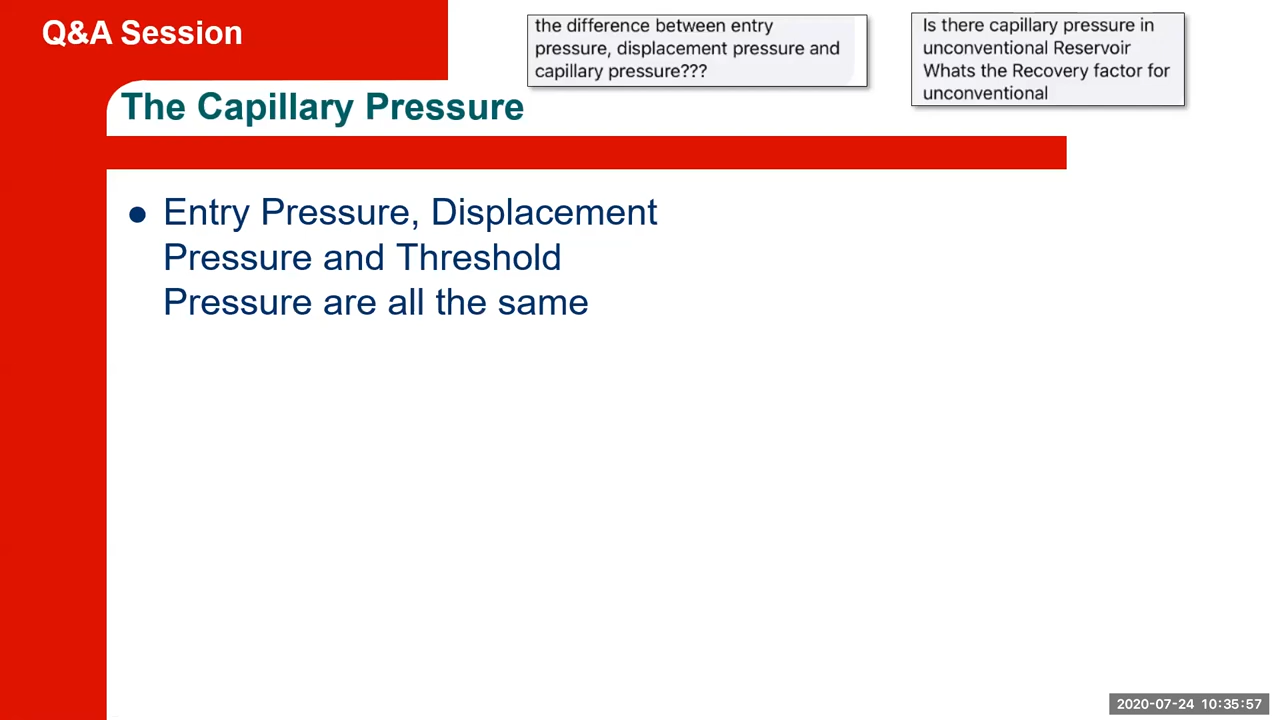 Q&A Session
the difference between entry
pressure, displacement pressure and
capillary pressure???
Is there capillary pressure in
unconventional Reservoir
Whats the Recovery factor for
unconventional
The Capillary Pressure
● Entry Pressure, Displacement
Pressure and Threshold
Pressure are all the same
2020-07-24 10:35:57